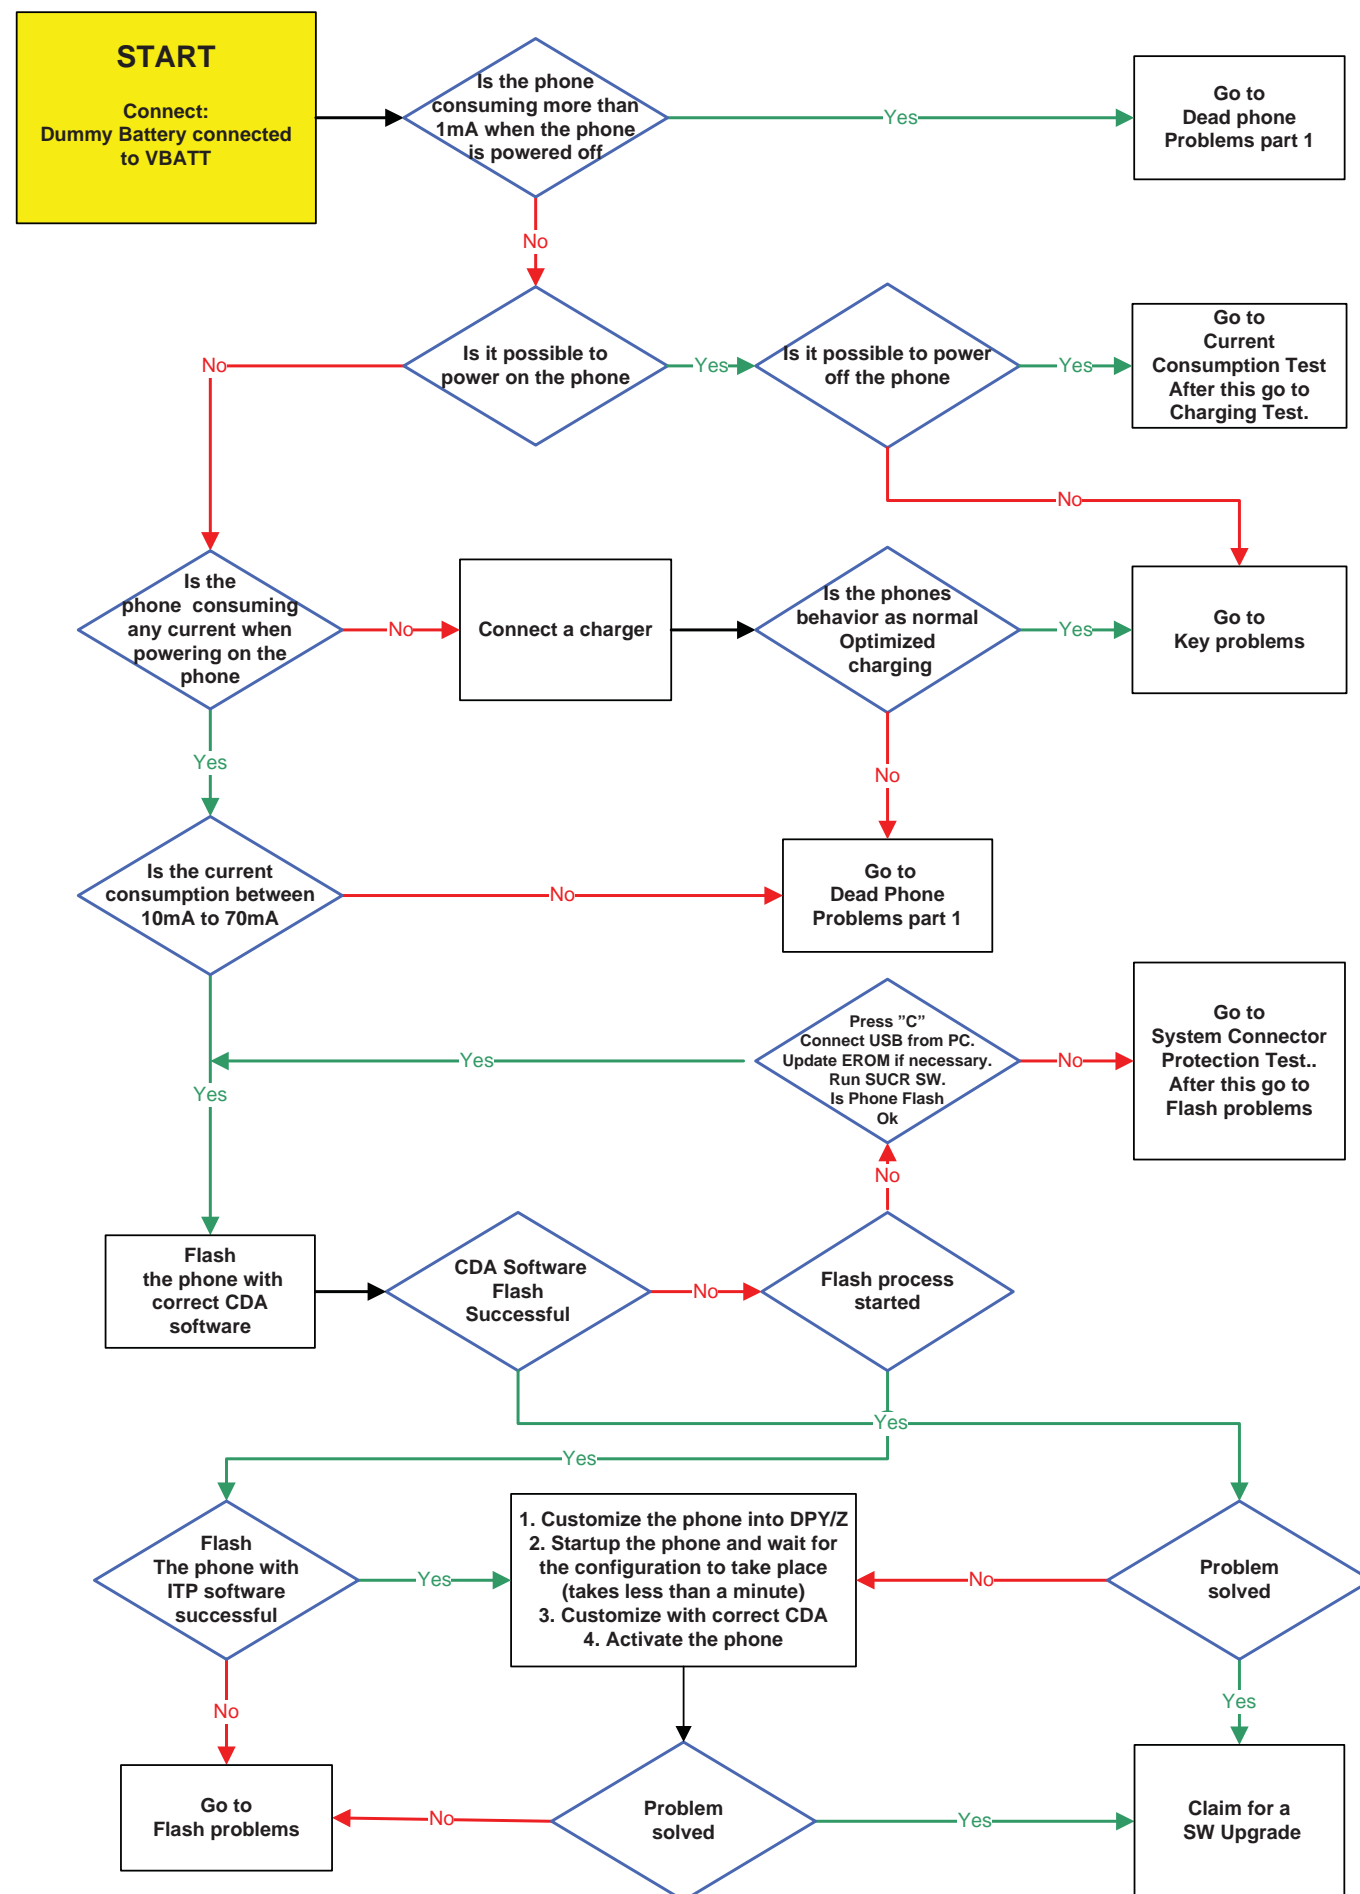 START
Connect:
Dummy Battery connected
to VBATT
Is the phone
consuming more than
1mA when the phone
is powered off
Yes
Go to
Dead phone
Problems part 1
No
Is it possible to
power on the phone
No
Yes
Is it possible to power
off the phone
Yes
Go to
Current
Consumption Test
After this go to
Charging Test.
No
Is the
phone  consuming
any current when
powering on the
phone
No
Connect a charger
Is the phones
behavior as normal
Optimized
charging
Yes
Go to
Key problems
Yes
No
Is the current
consumption between
10mA to 70mA
No
Go to
Dead Phone
Problems part 1
Press ”C”
Connect USB from PC.
Update EROM if necessary.
Run SUCR SW.
Is Phone Flash
Ok
Yes
No
Go to
System Connector
Protection Test..
After this go to
Flash problems
Yes
No
Flash
the phone with
correct CDA
software
CDA Software
Flash
Successful
No
Flash process
started
Yes
Yes
Flash
The phone with
ITP software
successful
Yes
1. Customize the phone into DPY/Z
2. Startup the phone and wait for
the configuration to take place
(takes less than a minute)
3. Customize with correct CDA
4. Activate the phone
No
Problem
solved
No
Yes
Go to
Flash problems
No
Problem
solved
Yes
Claim for a
SW Upgrade